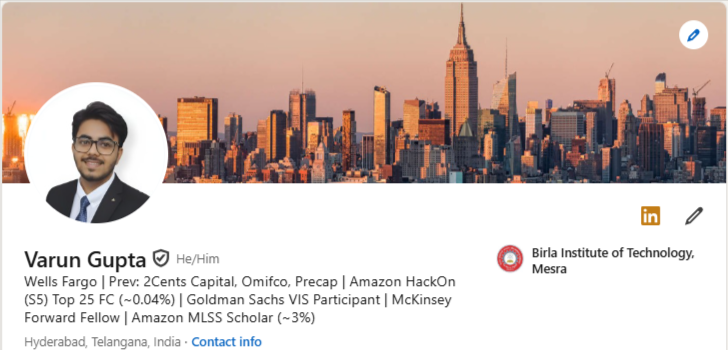 in
Varun Gupta He/Him
Birla Institute of Technology,
Mesra
Wells Fargo | Prev: 2Cents Capital, Omifco, Precap | Amazon HackOn
(S5) Top 25 FC (~0.04%) | Goldman Sachs VIS Participant | McKinsey
Forward Fellow | Amazon MLSS Scholar (~3%)
Hyderabad, Telangana, India · Contact info